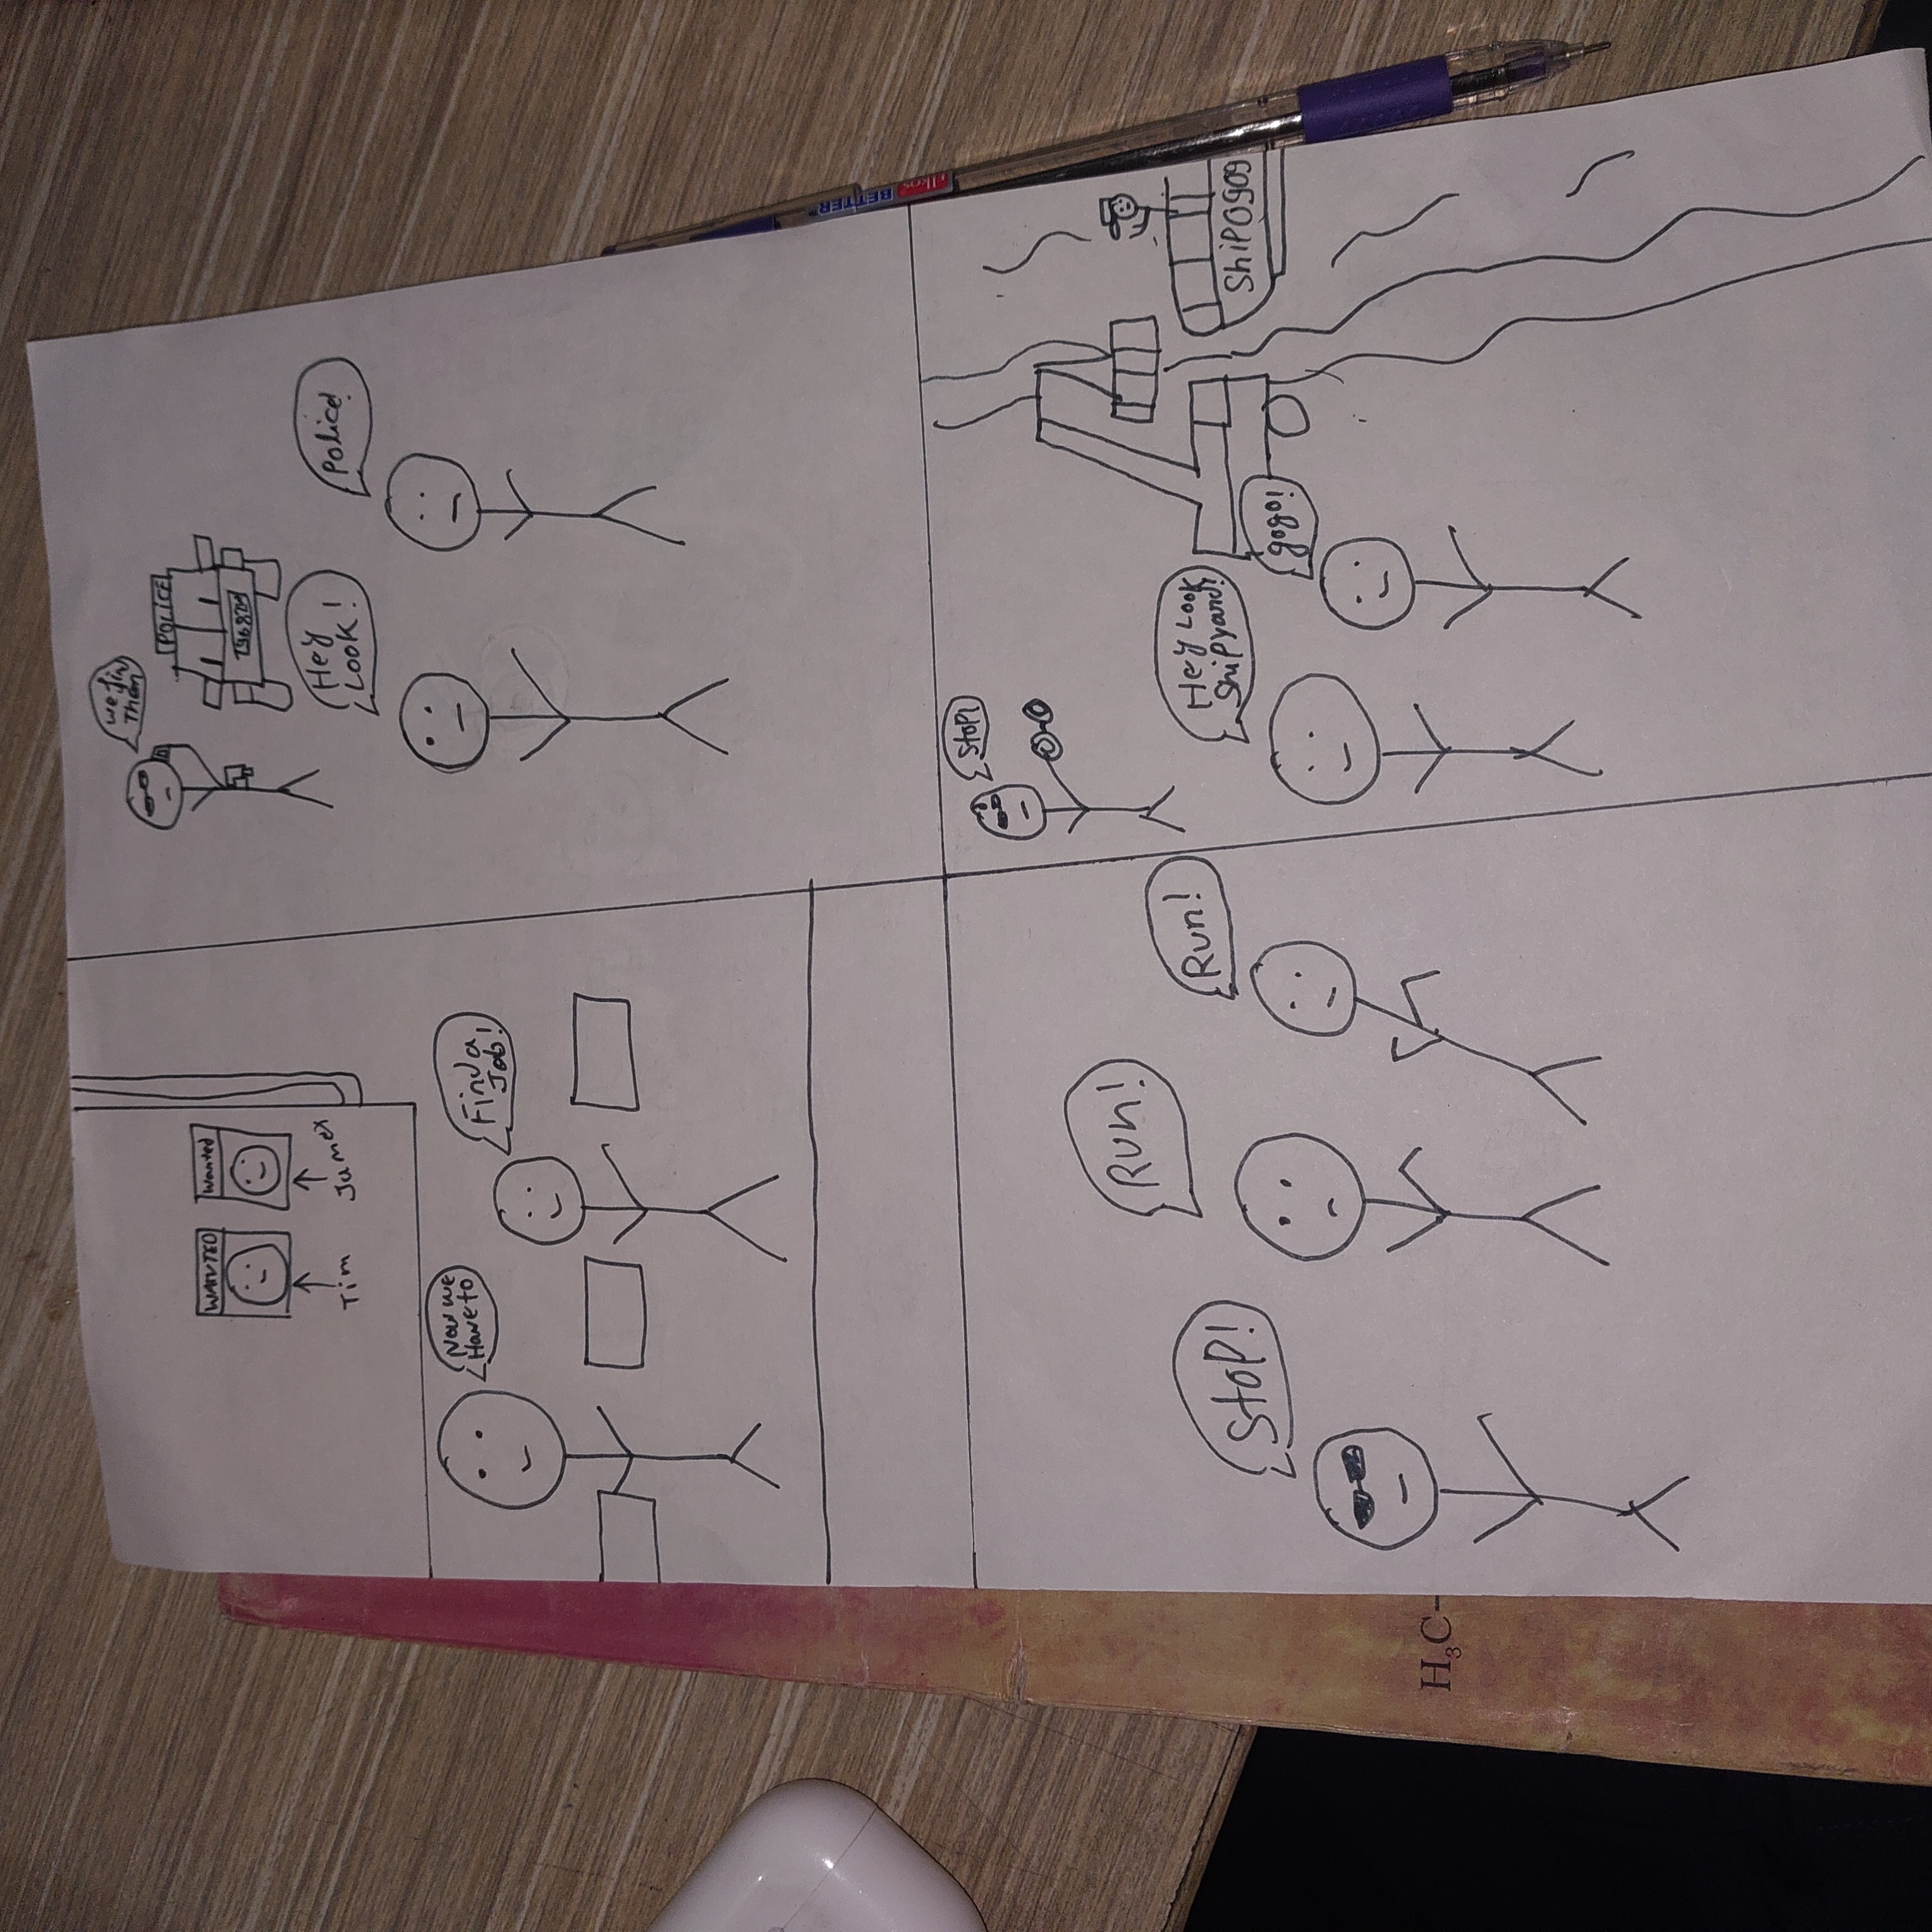 WANTED
Wanted
Tim
Now we
Have to
Find a
Job!
Them
POLICE
Hey
Look!
Police!
Stop!
Run!
Run!
Stop!
Hey Look
Shipyard!
gogo!
Ship0909
BETTER
H₃C-